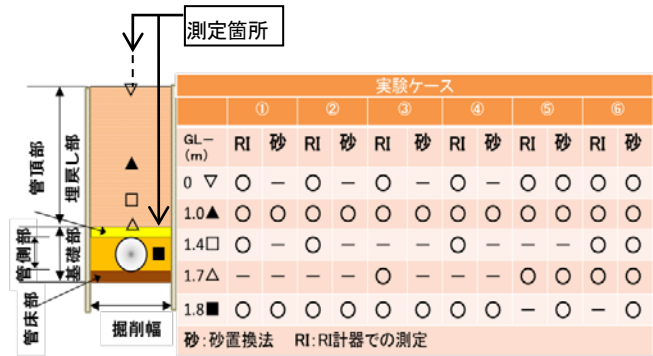 測定箇所
管頂部
埋戻し部
管側部
基礎部
管床部
掘削幅
実験ケース
① ② ③ ④ ⑤ ⑥
GL－(m) RI 砂 RI 砂 RI 砂 RI 砂 RI 砂 RI 砂
0 ▽ ○ － ○ － ○ － ○ － ○ ○ ○ ○
1.0▲ ○ ○ ○ ○ ○ ○ ○ ○ ○ ○ ○ ○
1.4□ ○ － ○ － － － ○ － － － ○ ○
1.7△ － － － － ○ － － － ○ ○ ○ ○
1.8■ ○ ○ ○ ○ ○ ○ ○ ○ － ○ － ○
砂：砂置換法 RI：RI計器での測定